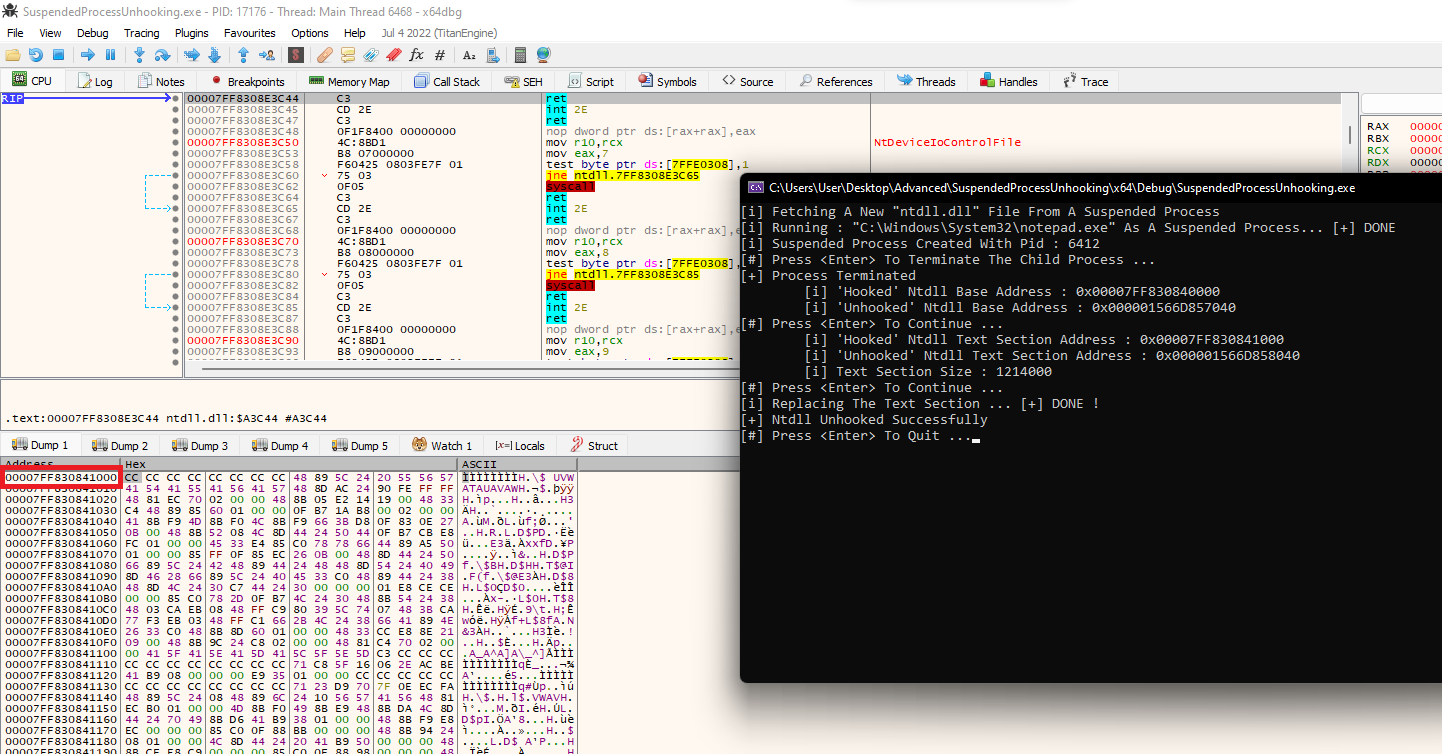 SuspendedProcessUnhooking.exe - PID: 17176 - Thread: Main Thread 6468 - x64dbg
File View Debug Tracing Plugins Favourites Options Help Jul 4 2022 (TitanEngine)
CPU Log Notes Breakpoints Memory Map Call Stack SEH Script Symbols Source References Threads Handles Trace
RIP 00007FF8308E3C44 C3 ret
00007FF8308E3C45 CD 2E int 2E
00007FF8308E3C47 C3 ret
00007FF8308E3C48 0F1F8400 00000000 nop dword ptr ds:[rax+rax],eax
00007FF8308E3C50 4C:8BD1 mov r10,rcx NtDeviceIoControlFile
00007FF8308E3C53 B8 07000000 mov eax,7
00007FF8308E3C58 F60425 0803FE7F 01 test byte ptr ds:[7FFE0308],1
00007FF8308E3C60 75 03 jne ntdll.7FF8308E3C65
00007FF8308E3C62 0F05 syscall
00007FF8308E3C64 C3 ret
00007FF8308E3C65 CD 2E int 2E
00007FF8308E3C67 C3 ret
00007FF8308E3C68 0F1F8400 00000000 nop dword ptr ds:[rax+rax],e
00007FF8308E3C70 4C:8BD1 mov r10,rcx
00007FF8308E3C73 B8 08000000 mov eax,8
00007FF8308E3C78 F60425 0803FE7F 01 test byte ptr ds:[7FFE0308],
00007FF8308E3C80 75 03 jne ntdll.7FF8308E3C85
00007FF8308E3C82 0F05 syscall
00007FF8308E3C84 C3 ret
00007FF8308E3C85 CD 2E int 2E
00007FF8308E3C87 C3 ret
00007FF8308E3C88 0F1F8400 00000000 nop dword ptr ds:[rax+rax],e
00007FF8308E3C90 4C:8BD1 mov r10,rcx
00007FF8308E3C93 B8 09000000 mov eax,9
RAX 0000
RBX 0000
RCX 0000
RDX 0000
.text:00007FF8308E3C44 ntdll.dll:$A3C44 #A3C44
Dump 1 Dump 2 Dump 3 Dump 4 Dump 5 Watch 1 Locals Struct
Address Hex ASCII
00007FF830841000 CC CC CC CC CC CC CC CC 48 89 5C 24 20 55 56 57
00007FF830841010 41 54 41 55 41 56 41 57 48 8D AC 24 90 FE FF FF
00007FF830841020 48 81 EC 70 02 00 00 48 8B 05 E2 14 19 00 48 33
00007FF830841030 C4 48 89 85 60 01 00 00 0F B7 1A B8 00 02 00 00
00007FF830841040 41 8B F9 4D 8B F0 4C 8B F9 66 3B D8 0F 83 0E 27
00007FF830841050 0B 00 48 8B 52 08 4C 8D 44 24 50 44 0F B7 CB E8
00007FF830841060 FC 01 00 00 45 33 E4 85 C0 78 78 66 44 89 A5 50
00007FF830841070 01 00 00 85 FF 0F 85 EC 26 0B 00 48 8D 44 24 50
00007FF830841080 66 89 5C 24 42 48 89 44 24 48 48 8D 54 24 40 49
00007FF830841090 8D 46 28 66 89 5C 24 40 45 33 C0 48 89 44 24 38
00007FF8308410A0 48 8D 4C 24 30 C7 44 24 30 00 00 00 01 E8 CE CE
00007FF8308410B0 00 00 85 C0 78 2D 0F B7 4C 24 30 48 8B 54 24 38
00007FF8308410C0 48 03 CA EB 08 48 FF C9 80 39 5C 74 07 48 3B CA
00007FF8308410D0 77 F3 EB 03 48 FF C1 66 2B 4C 24 38 66 41 89 4E
00007FF8308410E0 26 33 C0 48 8B 8D 60 01 00 00 48 33 CC E8 8E 21
00007FF8308410F0 09 00 48 8B 9C 24 C8 02 00 00 48 81 C4 70 02 00
00007FF830841100 00 41 5F 41 5E 41 5D 41 5C 5F 5E 5D C3 CC CC CC
00007FF830841110 CC CC CC CC CC CC CC CC 71 C8 5F 16 06 2E AC BE
00007FF830841120 41 B9 08 00 00 00 E9 35 01 00 00 CC CC CC CC CC
00007FF830841130 CC CC CC CC CC CC CC CC 71 23 D9 70 7F 0E EC FA
00007FF830841140 48 89 5C 24 08 48 89 6C 24 10 56 57 41 56 48 81
00007FF830841150 EC B0 01 00 00 4D 8B F0 49 8B E9 48 8B DA 4C 8D
00007FF830841160 44 24 70 49 8B D6 41 B9 38 01 00 00 48 8B F9 E8
00007FF830841170 EC 00 00 00 85 C0 0F 88 BB 00 00 00 48 8B 94 24
00007FF830841180 08 01 00 00 4C 8D 44 24 20 41 B9 50 00 00 00 48
C:\Users\User\Desktop\Advanced\SuspendedProcessUnhooking\x64\Debug\SuspendedProcessUnhooking.exe
[i] Fetching A New "ntdll.dll" File From A Suspended Process
[i] Running : "C:\Windows\System32\notepad.exe" As A Suspended Process... [+] DONE
[i] Suspended Process Created With Pid : 6412
[#] Press <Enter> To Terminate The Child Process ...
[+] Process Terminated
[i] 'Hooked' Ntdll Base Address : 0x00007FF830840000
[i] 'Unhooked' Ntdll Base Address : 0x000001566D857040
[#] Press <Enter> To Continue ...
[i] 'Hooked' Ntdll Text Section Address : 0x00007FF830841000
[i] 'Unhooked' Ntdll Text Section Address : 0x000001566D858040
[i] Text Section Size : 1214000
[#] Press <Enter> To Continue ...
[i] Replacing The Text Section ... [+] DONE !
[+] Ntdll Unhooked Successfully
[#] Press <Enter> To Quit ...